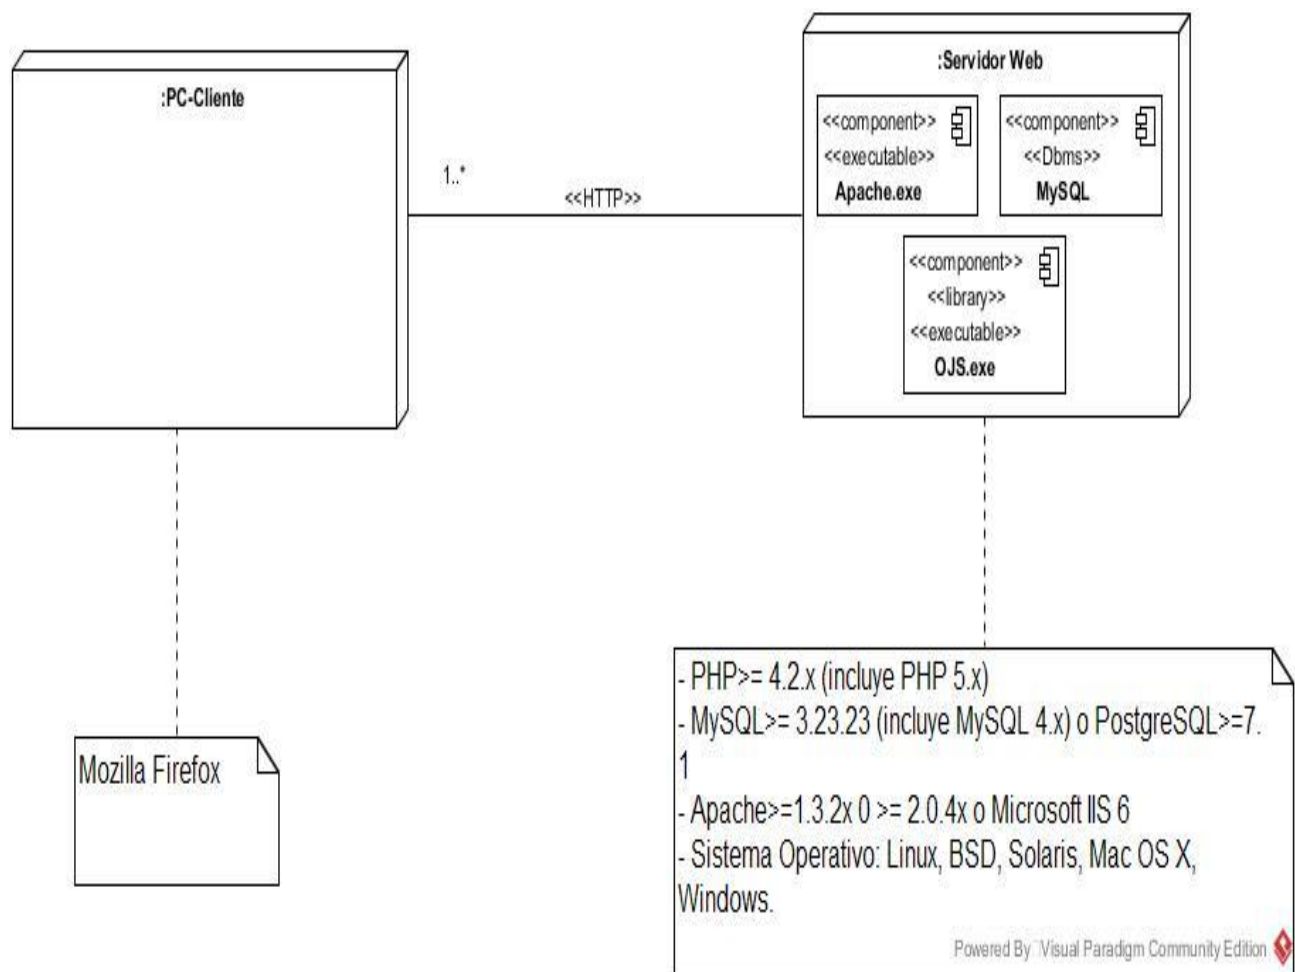 :PC-Cliente
1..*
<<HTTP>>
:Servidor Web
<<component>>
<<executable>>
Apache.exe
<<component>>
<<Dbms>>
MySQL
<<component>>
<<library>>
<<executable>>
OJS.exe
Mozilla Firefox
- PHP>= 4.2.x (incluye PHP 5.x)
- MySQL>= 3.23.23 (incluye MySQL 4.x) o PostgreSQL>=7.
1
- Apache>=1.3.2x 0 >= 2.0.4x o Microsoft IIS 6
- Sistema Operativo: Linux, BSD, Solaris, Mac OS X,
Windows.
Powered By Visual Paradigm Community Edition